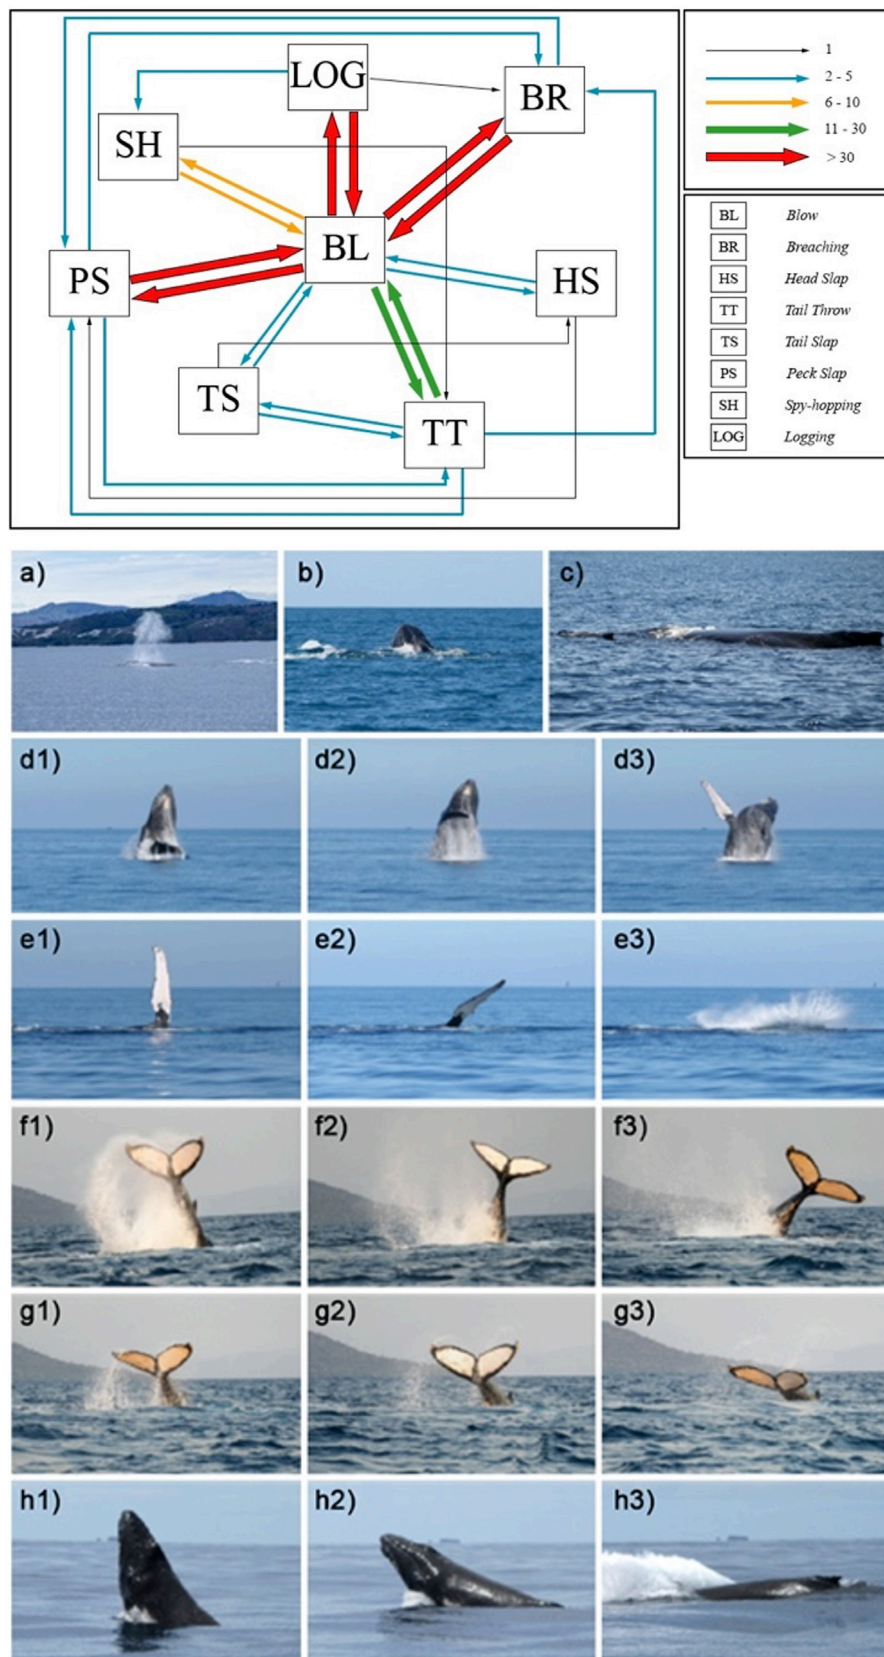 LOG
BR
SH
BL
PS
HS
TS
TT
1
2 - 5
6 - 10
11 - 30
> 30
BL Blow
BR Breaching
HS Head Slap
TT Tail Throw
TS Tail Slap
PS Peck Slap
SH Spy-hopping
LOG Logging
a) b) c)
d1) d2) d3)
e1) e2) e3)
f1) f2) f3)
g1) g2) g3)
h1) h2) h3)